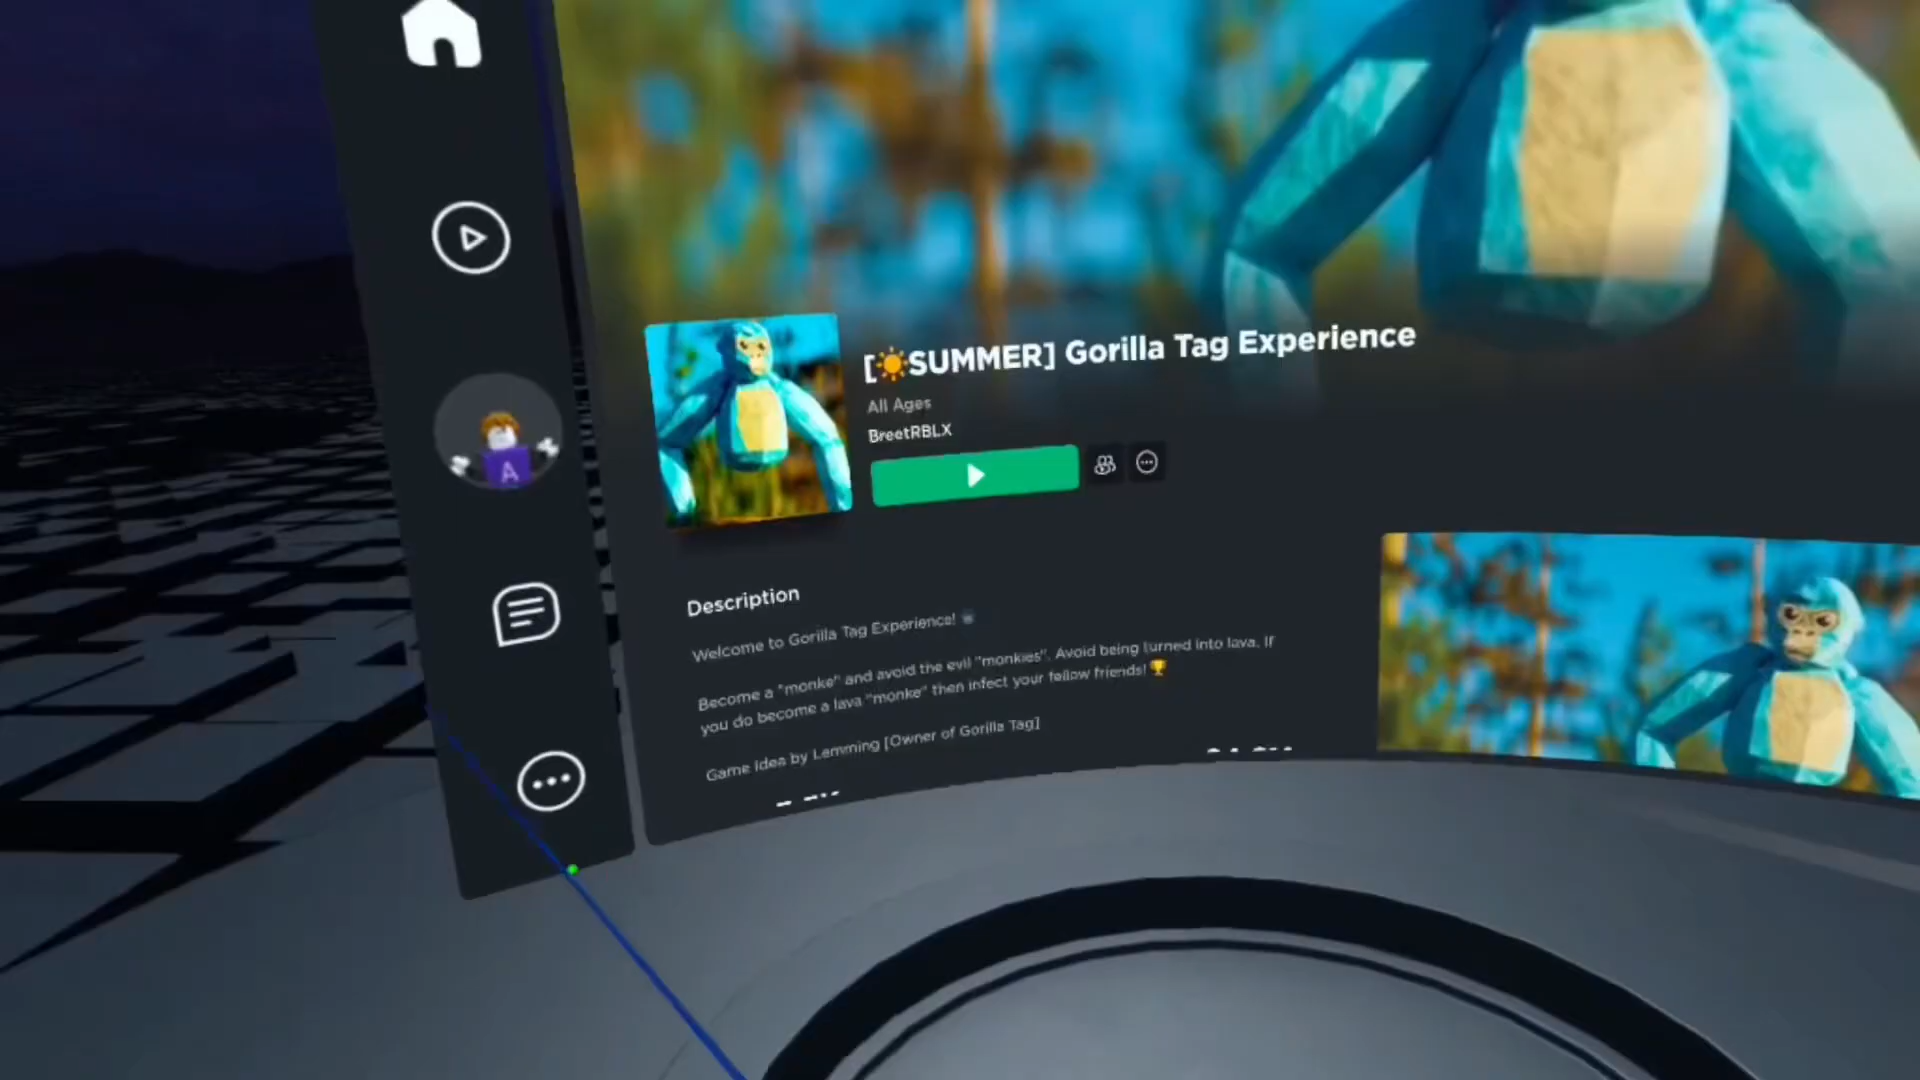 [☀️SUMMER] Gorilla Tag Experience
All Ages
BreetRBLX
A
Description
Welcome to Gorilla Tag Experience!
Become a "monke" and avoid the evil "monkies". Avoid being turned into lava. If
you do become a lava "monke" then infect your fellow friends! 🏆
Game Idea by Lemming [Owner of Gorilla Tag]